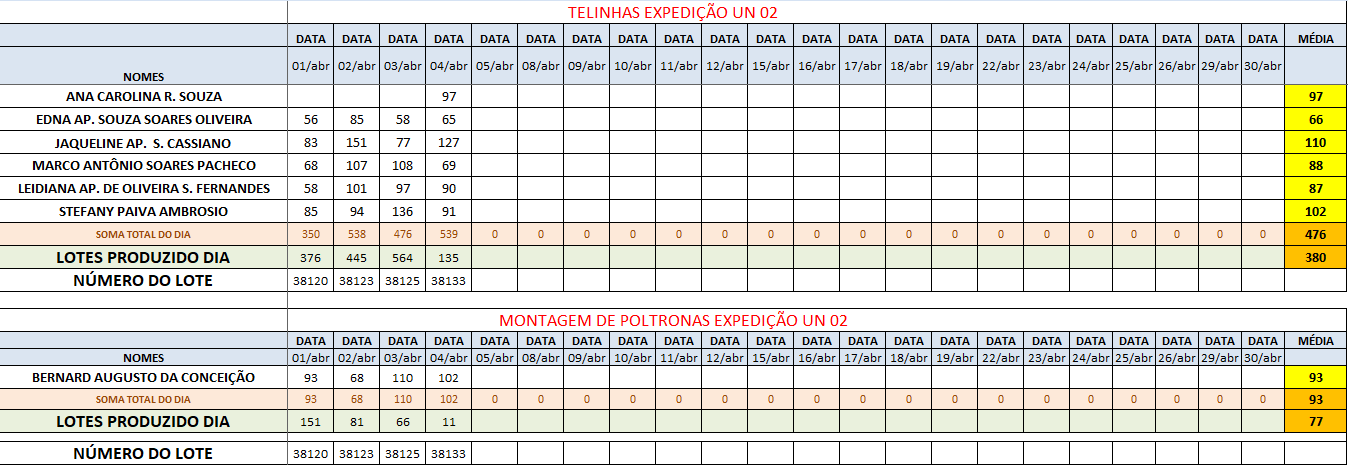 TELINHAS EXPEDIÇÃO UN 02
DATA DATA DATA DATA DATA DATA DATA DATA DATA DATA DATA DATA DATA DATA DATA DATA DATA DATA DATA DATA DATA DATA MÉDIA
NOMES 01/abr 02/abr 03/abr 04/abr 05/abr 08/abr 09/abr 10/abr 11/abr 12/abr 15/abr 16/abr 17/abr 18/abr 19/abr 22/abr 23/abr 24/abr 25/abr 26/abr 29/abr 30/abr
ANA CAROLINA R. SOUZA 97 97
EDNA AP. SOUZA SOARES OLIVEIRA 56 85 58 65 66
JAQUELINE AP. S. CASSIANO 83 151 77 127 110
MARCO ANTÔNIO SOARES PACHECO 68 107 108 69 88
LEIDIANA AP. DE OLIVEIRA S. FERNANDES 58 101 97 90 87
STEFANY PAIVA AMBROSIO 85 94 136 91 102
SOMA TOTAL DO DIA 350 538 476 539 0 0 0 0 0 0 0 0 0 0 0 0 0 0 0 0 0 0 476
LOTES PRODUZIDO DIA 376 445 564 135 380
NÚMERO DO LOTE 38120 38123 38125 38133
MONTAGEM DE POLTRONAS EXPEDIÇÃO UN 02
DATA DATA DATA DATA DATA DATA DATA DATA DATA DATA DATA DATA DATA DATA DATA DATA DATA DATA DATA DATA DATA DATA MÉDIA
NOMES 01/abr 02/abr 03/abr 04/abr 05/abr 08/abr 09/abr 10/abr 11/abr 12/abr 15/abr 16/abr 17/abr 18/abr 19/abr 22/abr 23/abr 24/abr 25/abr 26/abr 29/abr 30/abr
BERNARD AUGUSTO DA CONCEIÇÃO 93 68 110 102 93
SOMA TOTAL DO DIA 93 68 110 102 0 0 0 0 0 0 0 0 0 0 0 0 0 0 0 0 0 0 93
LOTES PRODUZIDO DIA 151 81 66 11 77
NÚMERO DO LOTE 38120 38123 38125 38133